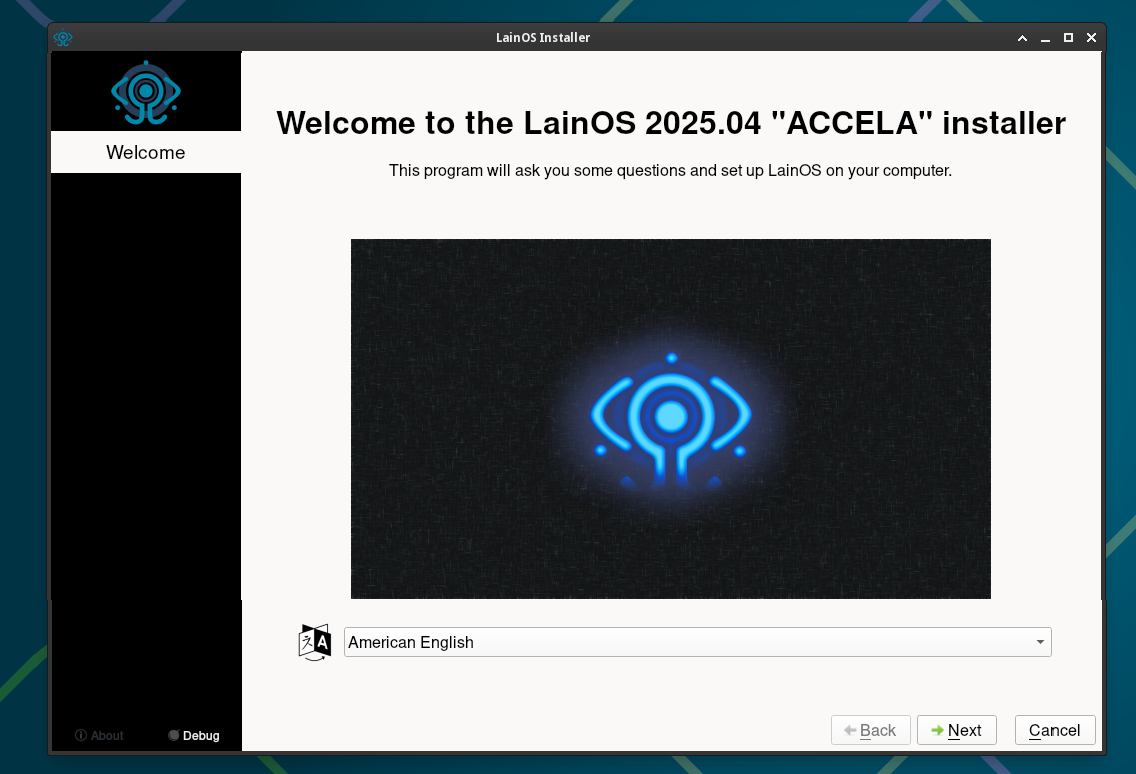 LainOS Installer
Welcome
Welcome to the LainOS 2025.04 "ACCELA" installer
This program will ask you some questions and set up LainOS on your computer.
American English
About
Debug
Back
Next
Cancel